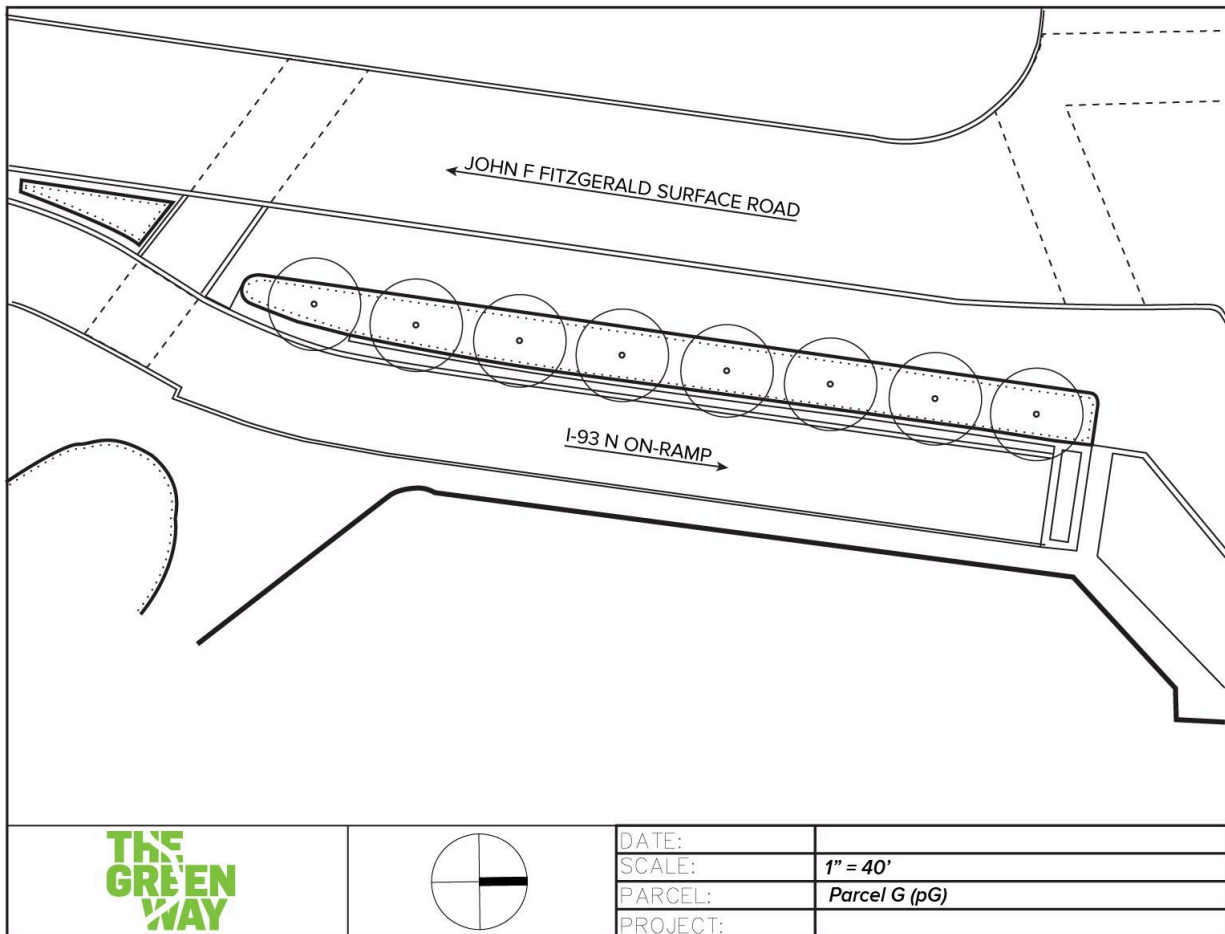 JOHN F FITZGERALD SURFACE ROAD
I-93 N ON-RAMP
THE
GREEN
WAY
DATE:
SCALE: 1" = 40'
PARCEL: Parcel G (pG)
PROJECT: